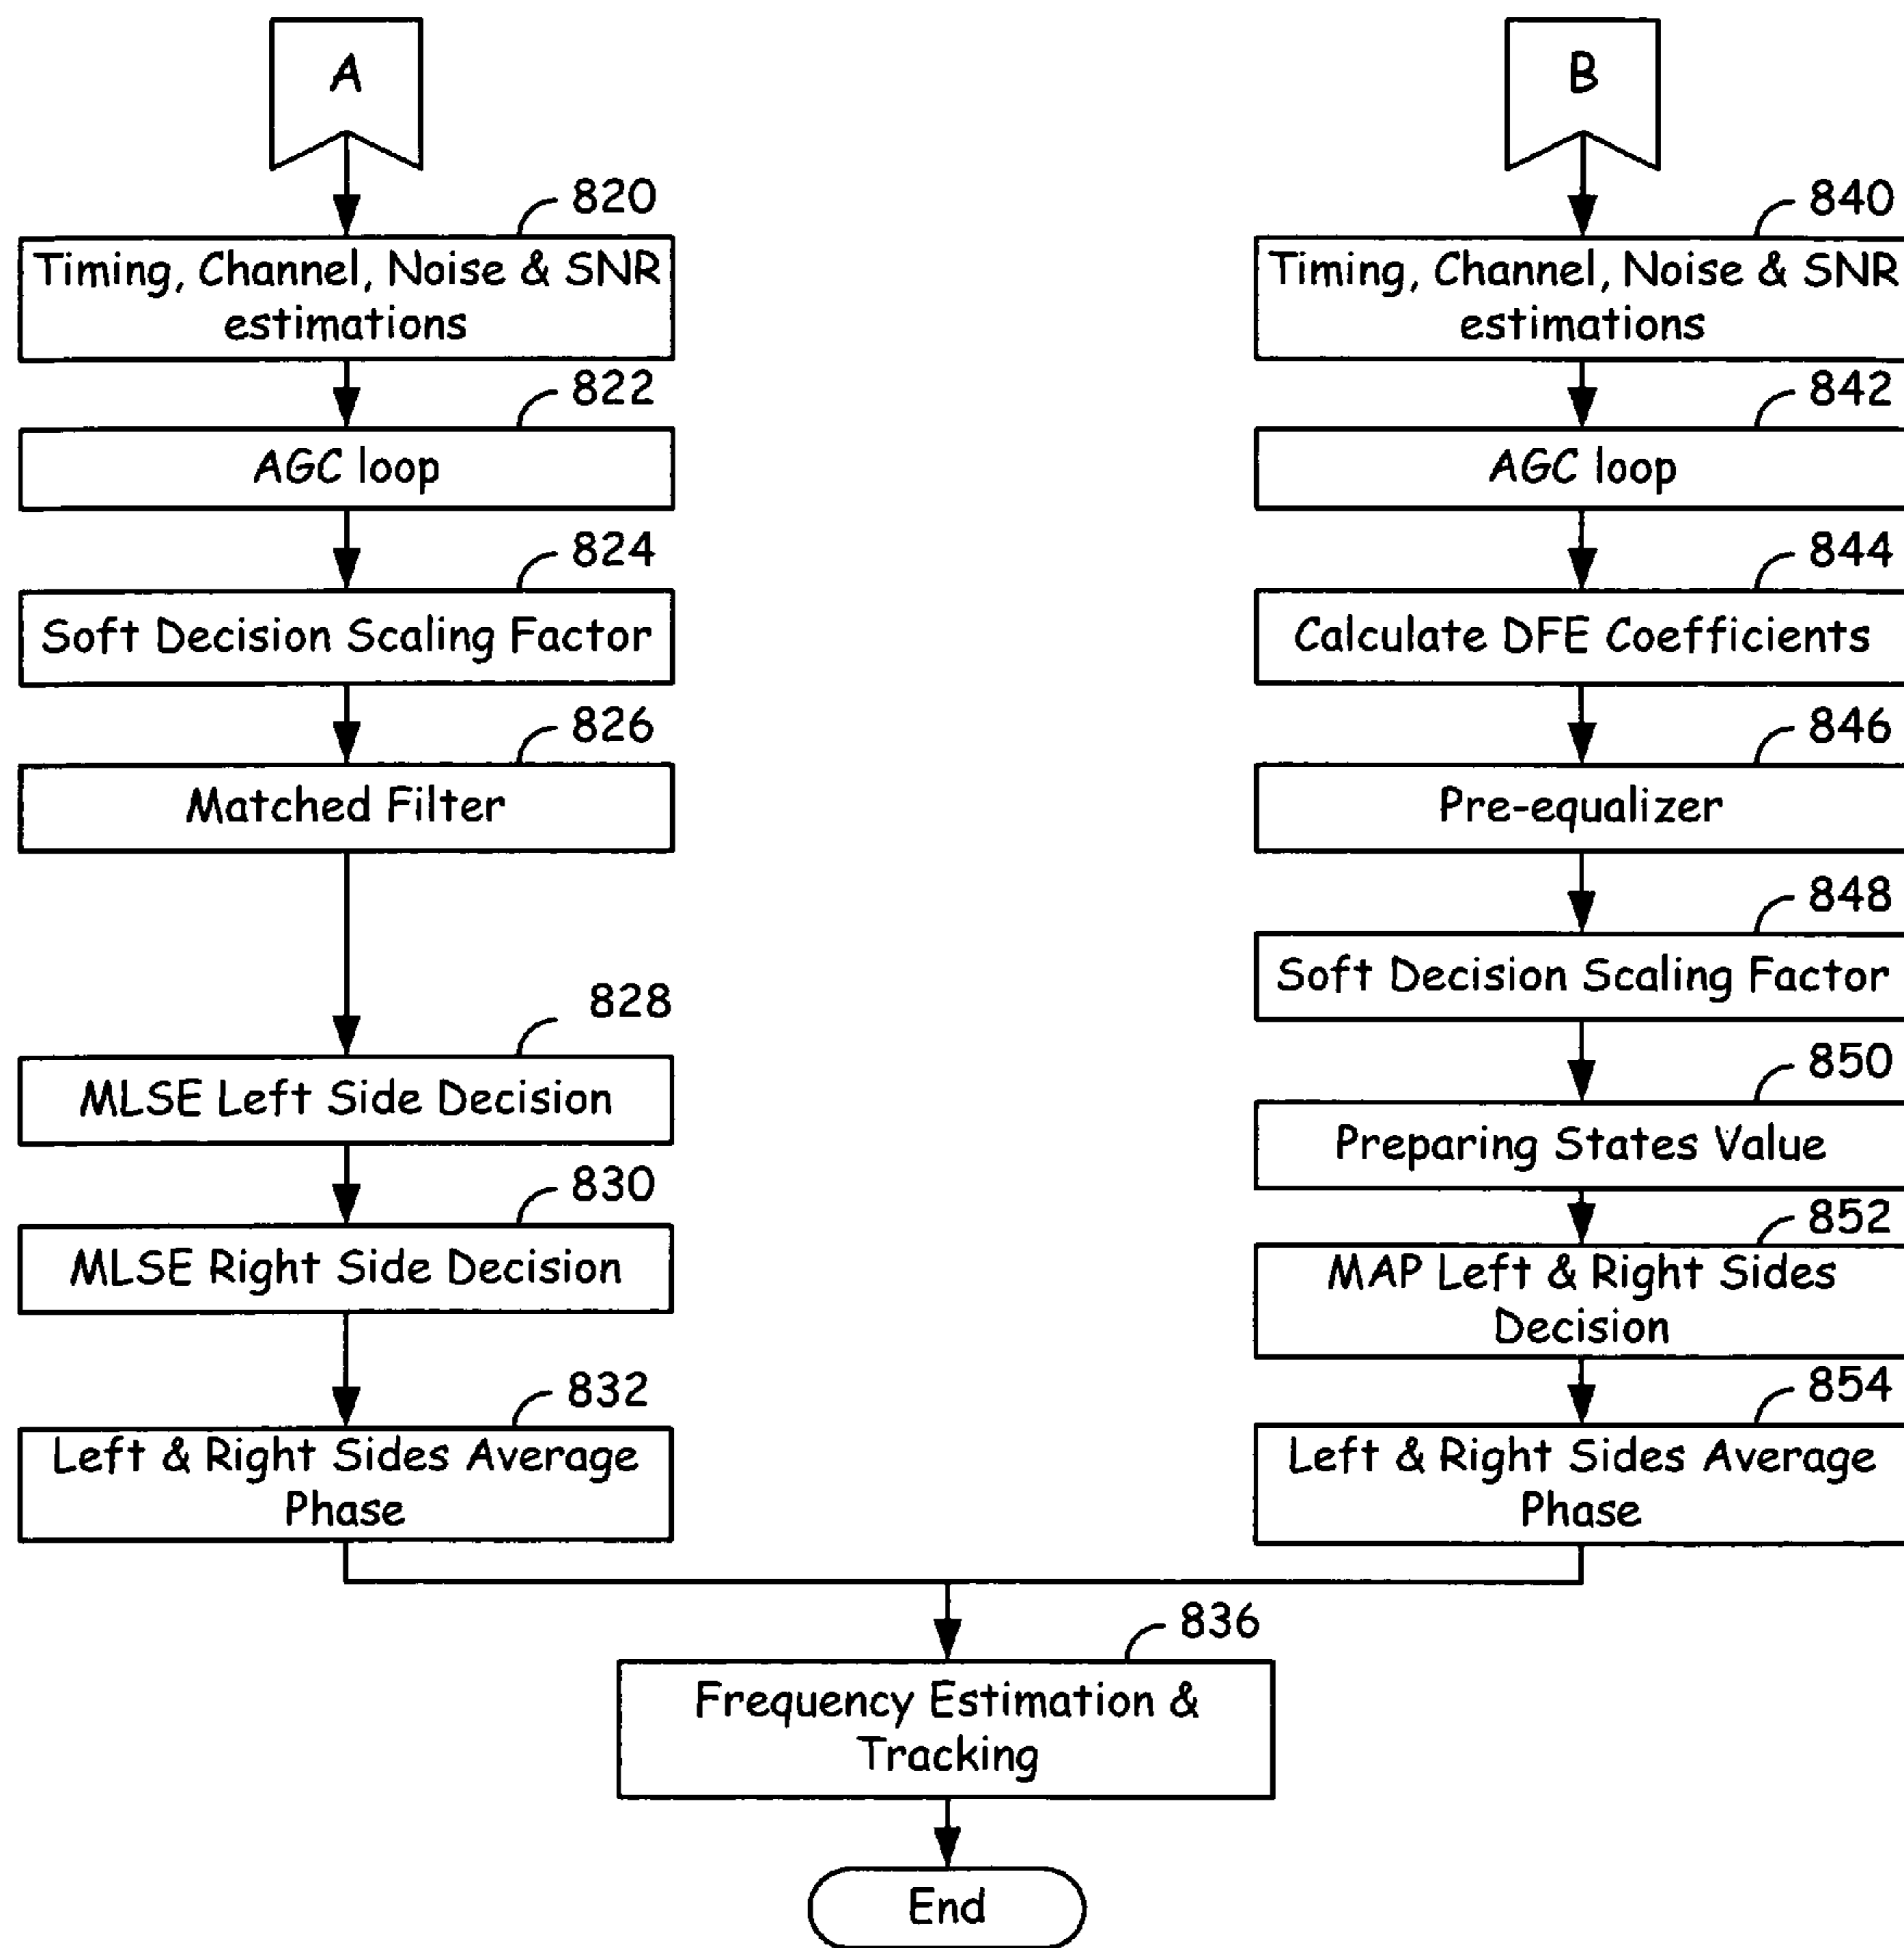 A
820
Timing, Channel, Noise & SNR
estimations
822
AGC loop
824
Soft Decision Scaling Factor
826
Matched Filter
828
MLSE Left Side Decision
830
MLSE Right Side Decision
832
Left & Right Sides Average
Phase
B
840
Timing, Channel, Noise & SNR
estimations
842
AGC loop
844
Calculate DFE Coefficients
846
Pre-equalizer
848
Soft Decision Scaling Factor
850
Preparing States Value
852
MAP Left & Right Sides
Decision
854
Left & Right Sides Average
Phase
836
Frequency Estimation &
Tracking
End